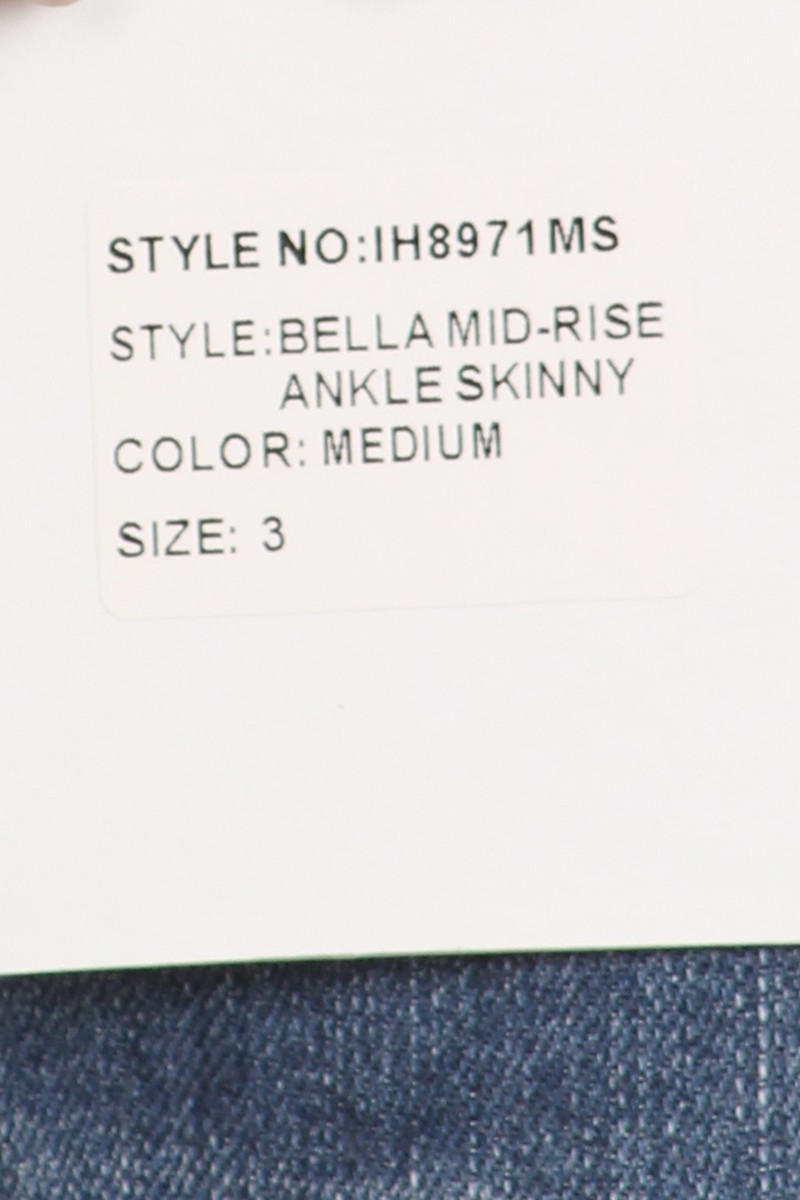 STYLE NO:IH8971MS
STYLE:BELLA MID-RISE
ANKLE SKINNY
COLOR: MEDIUM
SIZE: 3